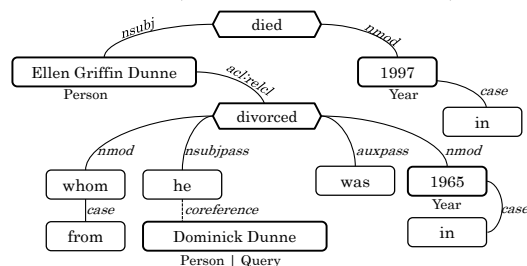 died
nsubj
nmod
Ellen Griffin Dunne
1997
Person
acl:relcl
Year
case
in
divorced
nmod
nsubjpass
auxpass
nmod
whom
he
was
1965
case
coreference
Year
case
from
Dominick Dunne
in
Person | Query